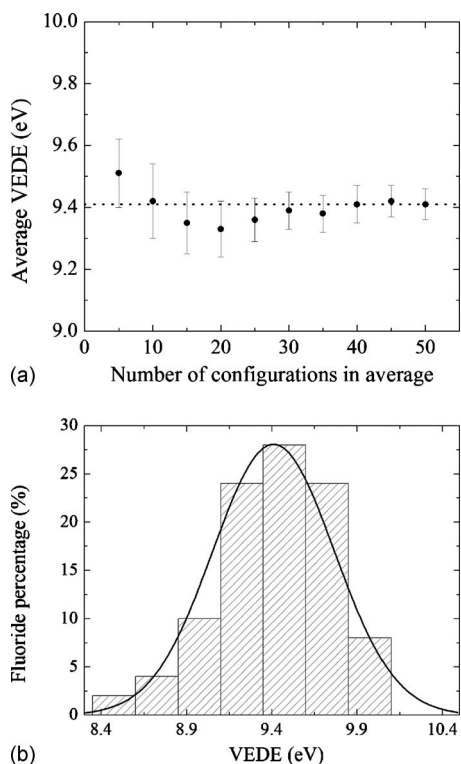 10.0
9.8
9.6
9.4
9.2
9.0
Average VEDE (eV)
0 10 20 30 40 50
(a) Number of configurations in average
30
25
20
15
10
5
0
Fluoride percentage (%)
8.4 8.9 9.4 9.9 10.4
(b) VEDE (eV)